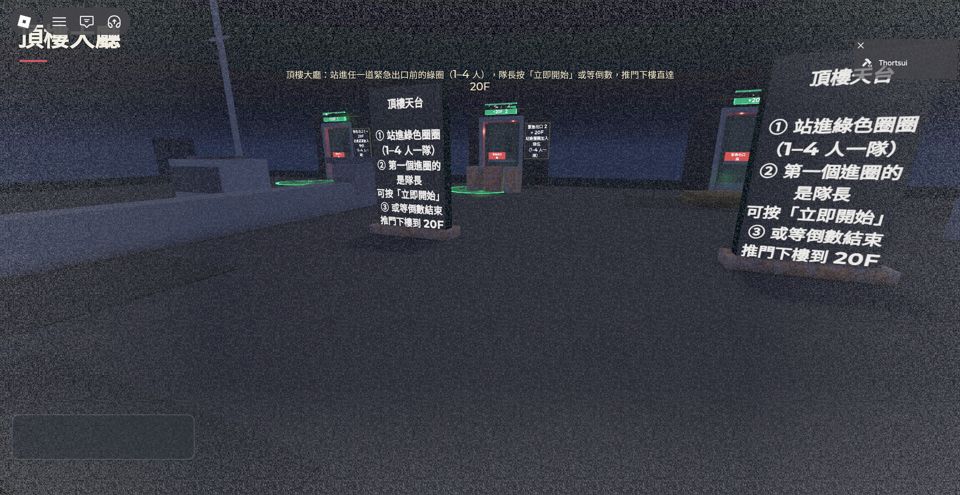 頂樓大廳
Thortsui
頂樓大廳：站進任一道緊急出口前的綠圈（1–4 人），隊長按「立即開始」或等倒數，推門下樓直達
20F
頂樓天台
① 站進綠色圈圈
（1–4 人一隊）
② 第一個進圈的
是隊長
可按「立即開始」
③ 或等倒數結束
推門下樓到 20F
緊急出口 2
頂樓天台
① 站進綠色圈圈
（1–4 人一隊）
② 第一個進圈的
是隊長
可按「立即開始」
③ 或等倒數結束
推門下樓到 20F